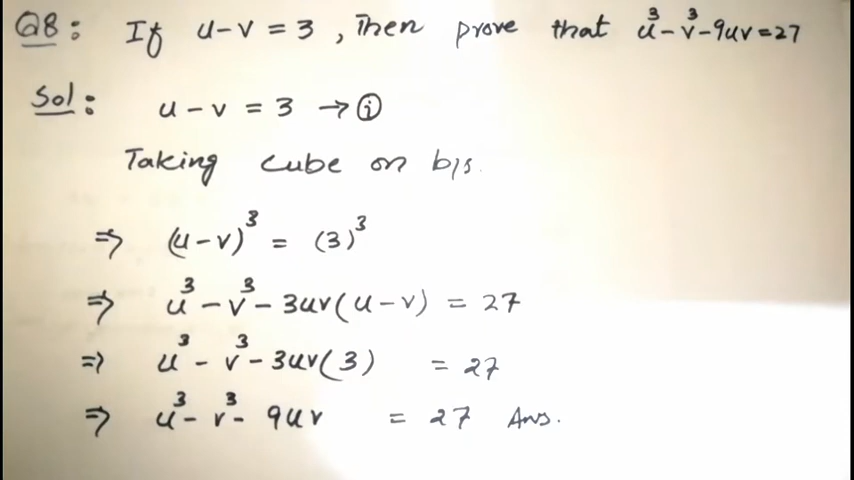 Q8: If u-v = 3, Then prove that u³-v³-9uv=27
Sol: u - v = 3 → ⓘ
Taking cube on b/s.
⇒ (u-v)³ = (3)³
⇒ u³ - v³ - 3uv(u-v) = 27
⇒ u³ - v³ - 3uv(3) = 27
⇒ u³ - v³ - 9uv = 27 Ans.